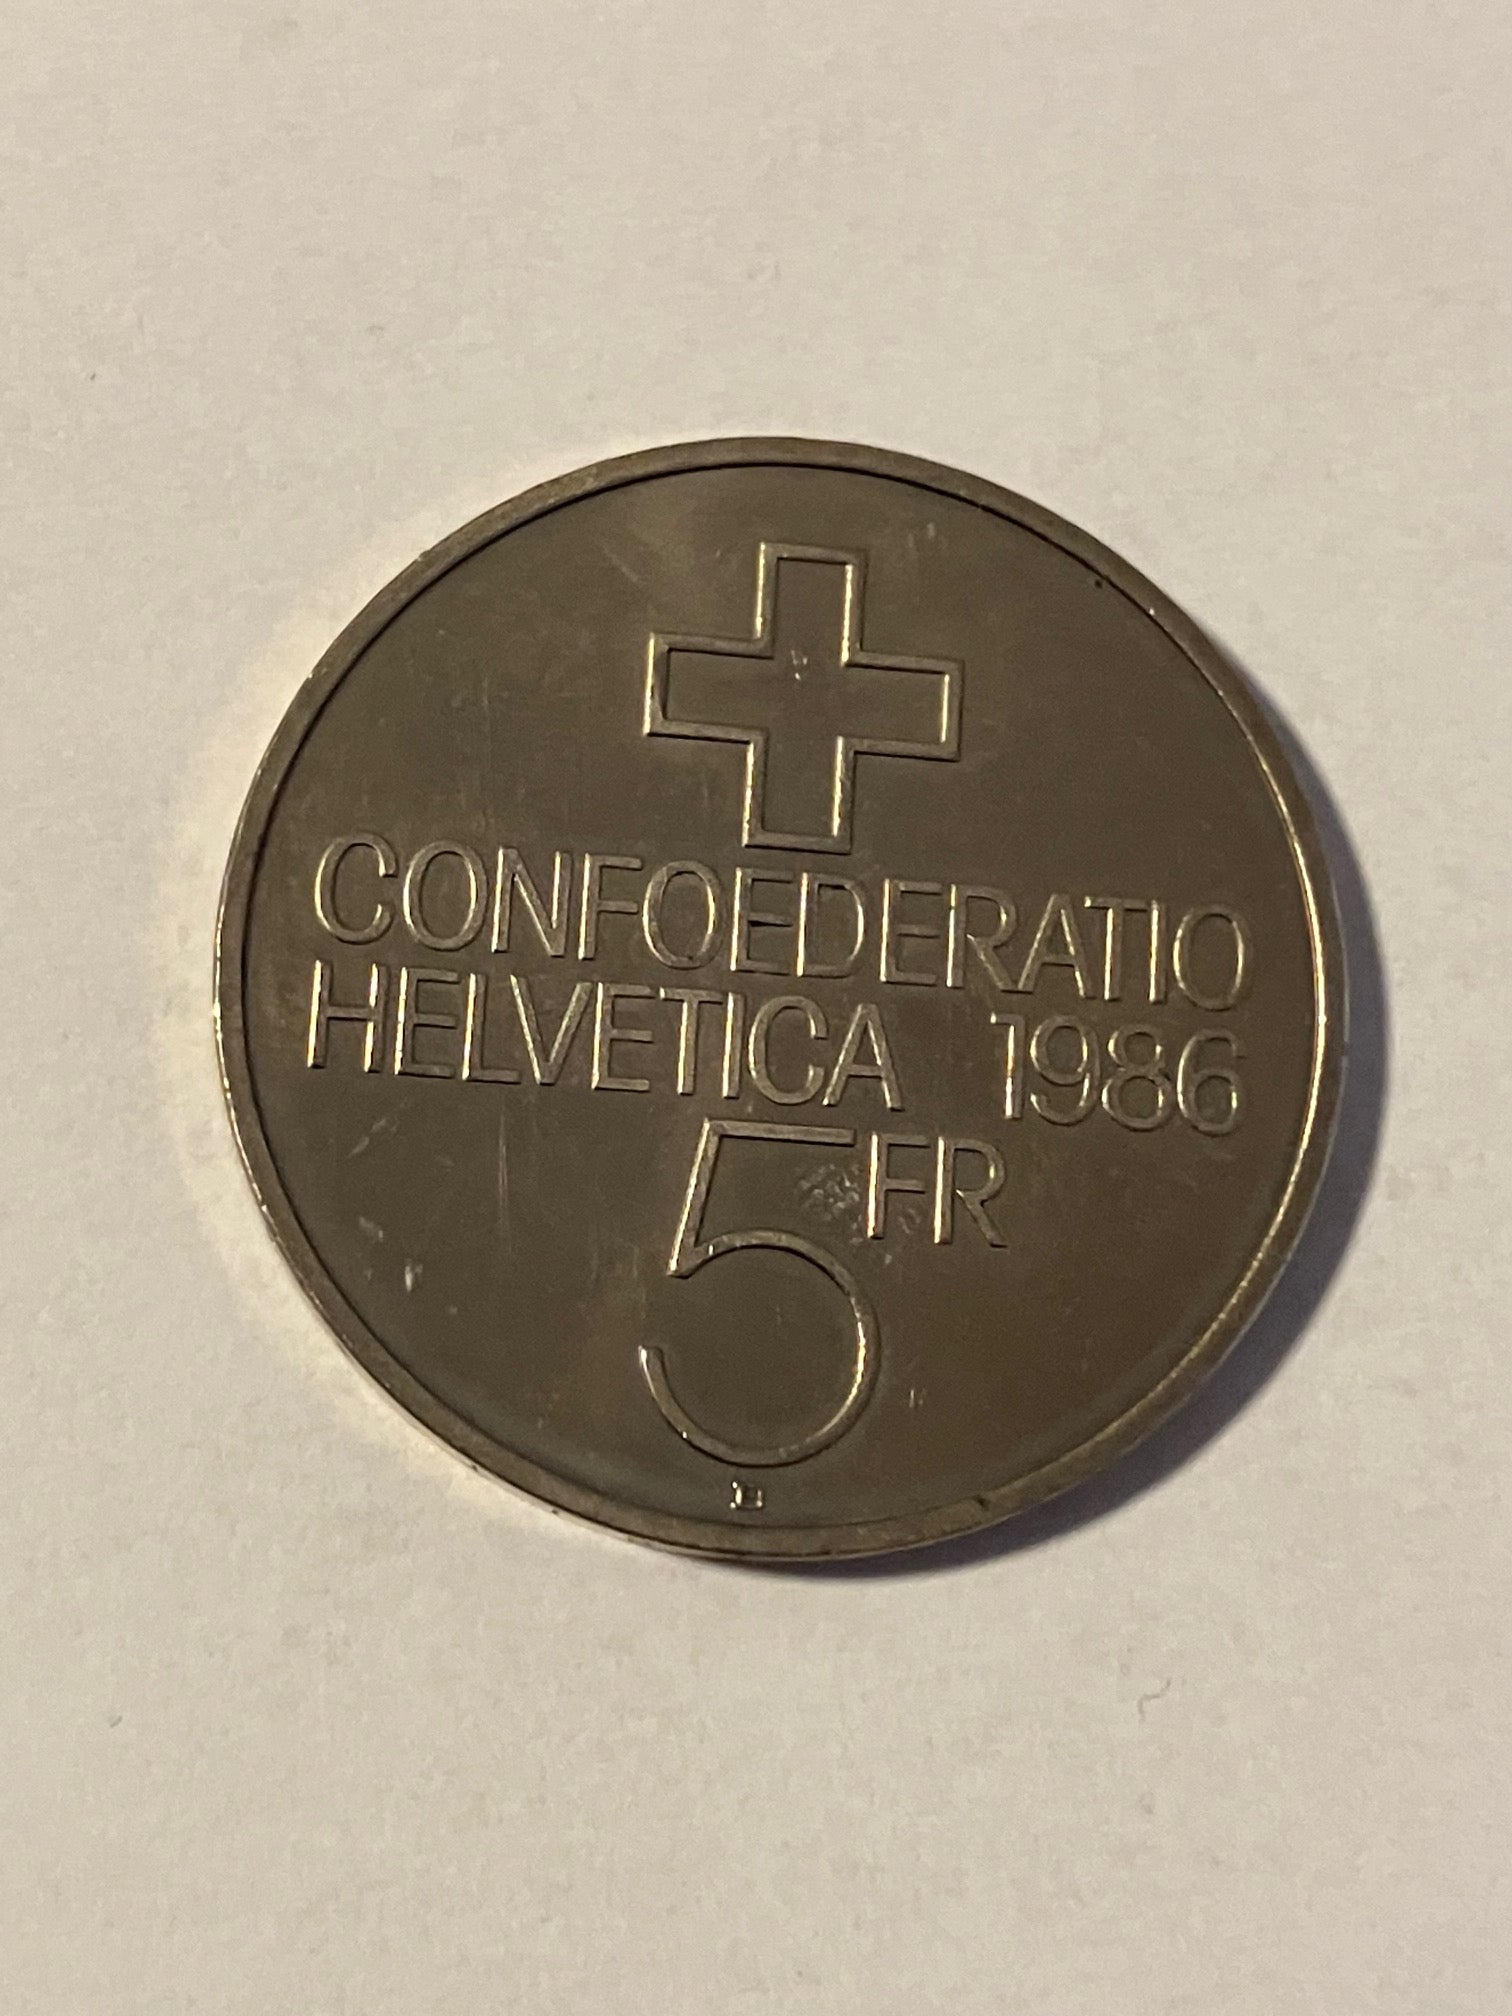 CONFOEDERATIO
HELVETICA 1986
5 FR
B